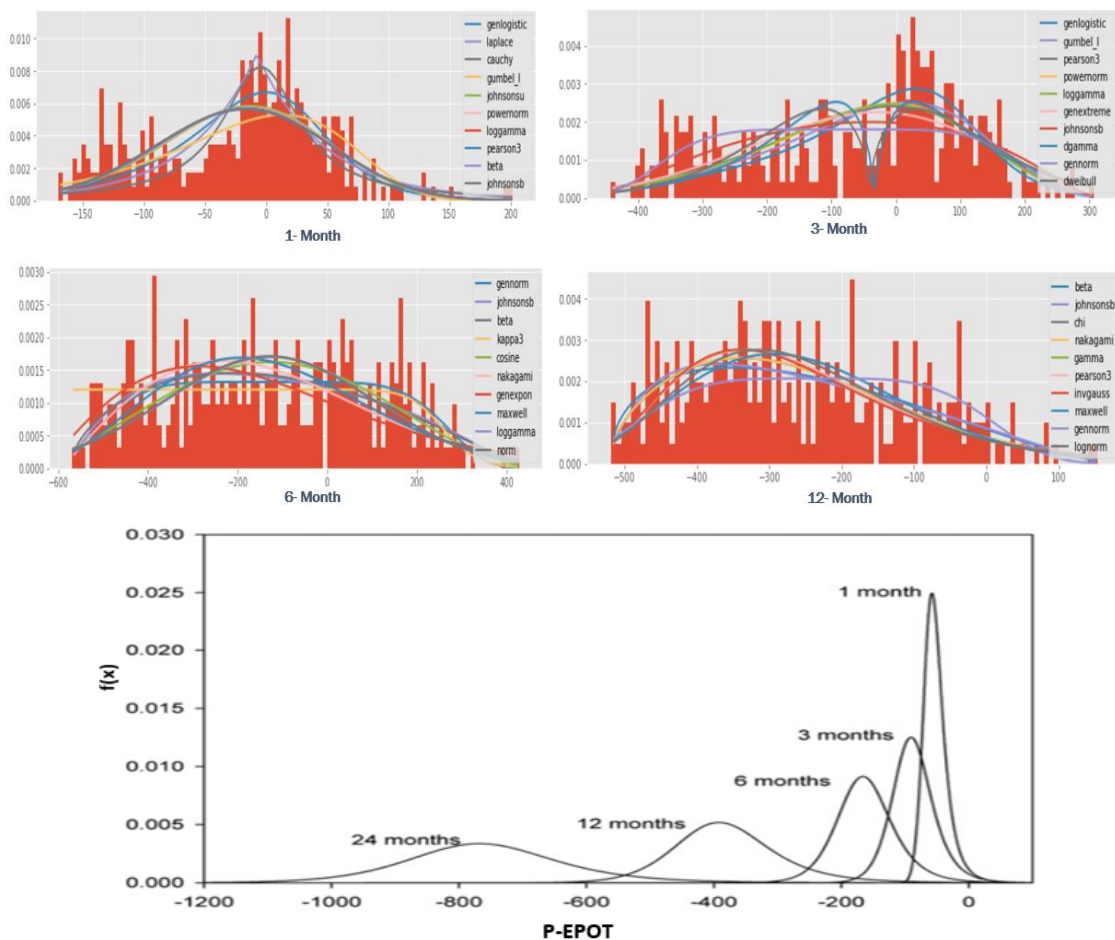 0.010
0.008
0.006
0.004
0.002
0.000
−150 −100 −50 0 50 100 150 200
genlogistic
laplace
cauchy
gumbel_l
johnsonsu
powernorm
loggamma
pearson3
beta
johnsonsb
1- Month
0.004
0.003
0.002
0.001
0.000
−400 −300 −200 −100 0 100 200 300
genlogistic
gumbel_l
pearson3
powernorm
loggamma
genextreme
johnsonsb
dgamma
gennorm
dweibull
3- Month
0.0030
0.0025
0.0020
0.0015
0.0010
0.0005
0.0000
−600 −400 −200 0 200 400
gennorm
johnsonsb
beta
kappa3
cosine
nakagami
genexpon
maxwell
loggamma
norm
6- Month
0.004
0.003
0.002
0.001
0.000
−500 −400 −300 −200 −100 0 100
beta
johnsonsb
chi
nakagami
gamma
pearson3
invgauss
maxwell
gennorm
lognorm
12- Month
0.030
0.025
0.020
0.015
0.010
0.005
0.000
f(x)
1 month
3 months
6 months
12 months
24 months
-1200 -1000 -800 -600 -400 -200 0
P-EPOT